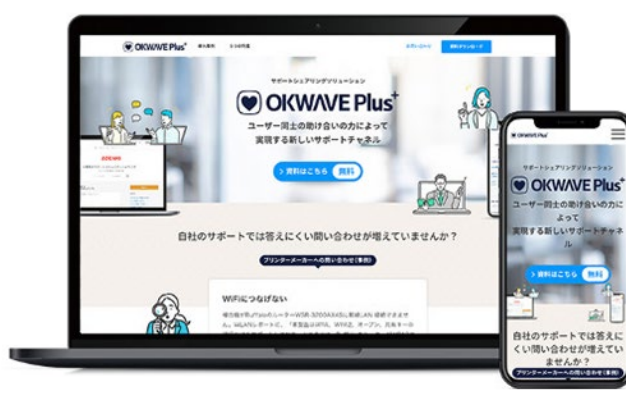 OKWAVE Plus+
サポートシェアリングソリューション
OKWAVE Plus+
ユーザー同士の助け合いの力によって
実現する新しいサポートチャネル
> 資料はこちら 無料
自社のサポートでは答えにくい問い合わせが増えていませんか？
プリンターメーカーへの問い合わせ(事例)
WiFiにつなげない
OKWAVE Plus+
サポートシェアリングソリューション
OKWAVE Plus+
ユーザー同士の助け合いの力に
よって
実現する新しいサポートチャネ
ル
> 資料はこちら 無料
自社のサポートでは答えに
くい問い合わせが増えてい
ませんか？
プリンターメーカーへの問い合わせ(事例)